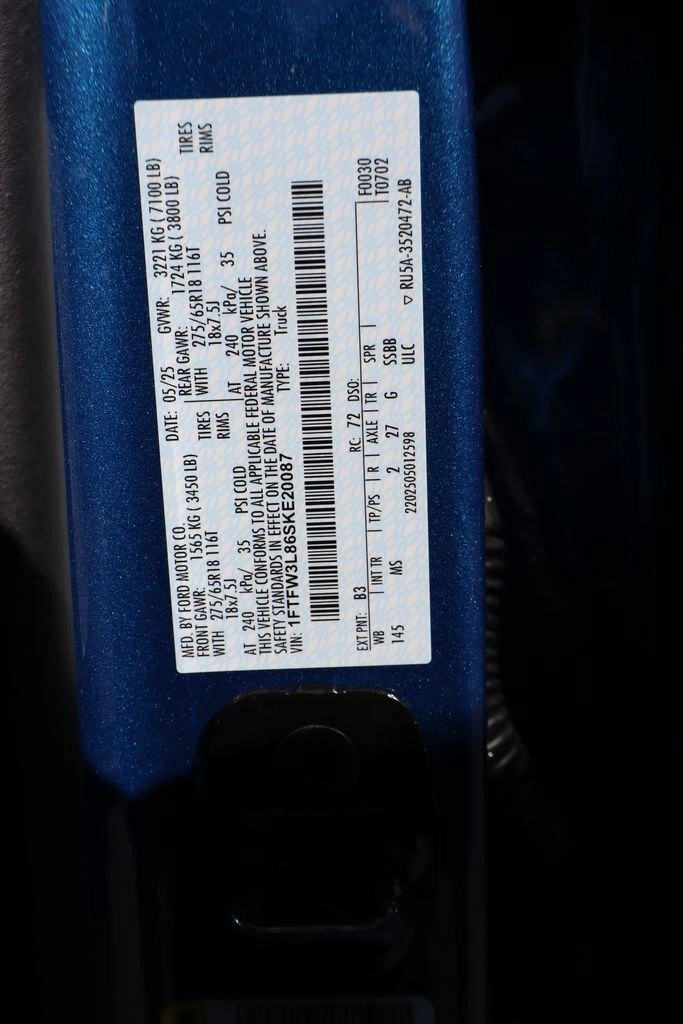 MFD. BY FORD MOTOR CO.
DATE: 05/25 GVWR: 3221 KG ( 7100 LB)
FRONT GAWR: 1565 KG ( 3450 LB)
REAR GAWR: 1724 KG ( 3800 LB)
WITH 275/65R18 116T TIRES
WITH 275/65R18 116T TIRES
18x7.5J RIMS
18x7.5J RIMS
AT 240 kPa/ 35 PSI COLD
AT 240 kPa/ 35 PSI COLD
THIS VEHICLE CONFORMS TO ALL APPLICABLE FEDERAL MOTOR VEHICLE
SAFETY STANDARDS IN EFFECT ON THE DATE OF MANUFACTURE SHOWN ABOVE.
VIN: 1FTFW3L86SKE20087 TYPE: Truck
EXT PNT: B3 RC: 72 DSO: F0030
T0702
WB INT TR TP/PS R AXLE TR SPR
145 MS 2 27 G SSBB
2202505012598 ULC ▽ RU5A-3520472-AB